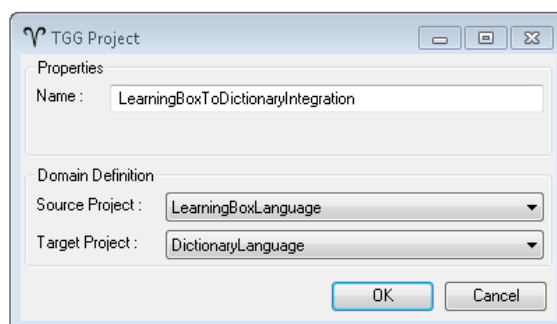 TGG Project
Properties
Name : LearningBoxToDictionaryIntegration
Domain Definition
Source Project : LearningBoxLanguage
Target Project : DictionaryLanguage
OK Cancel